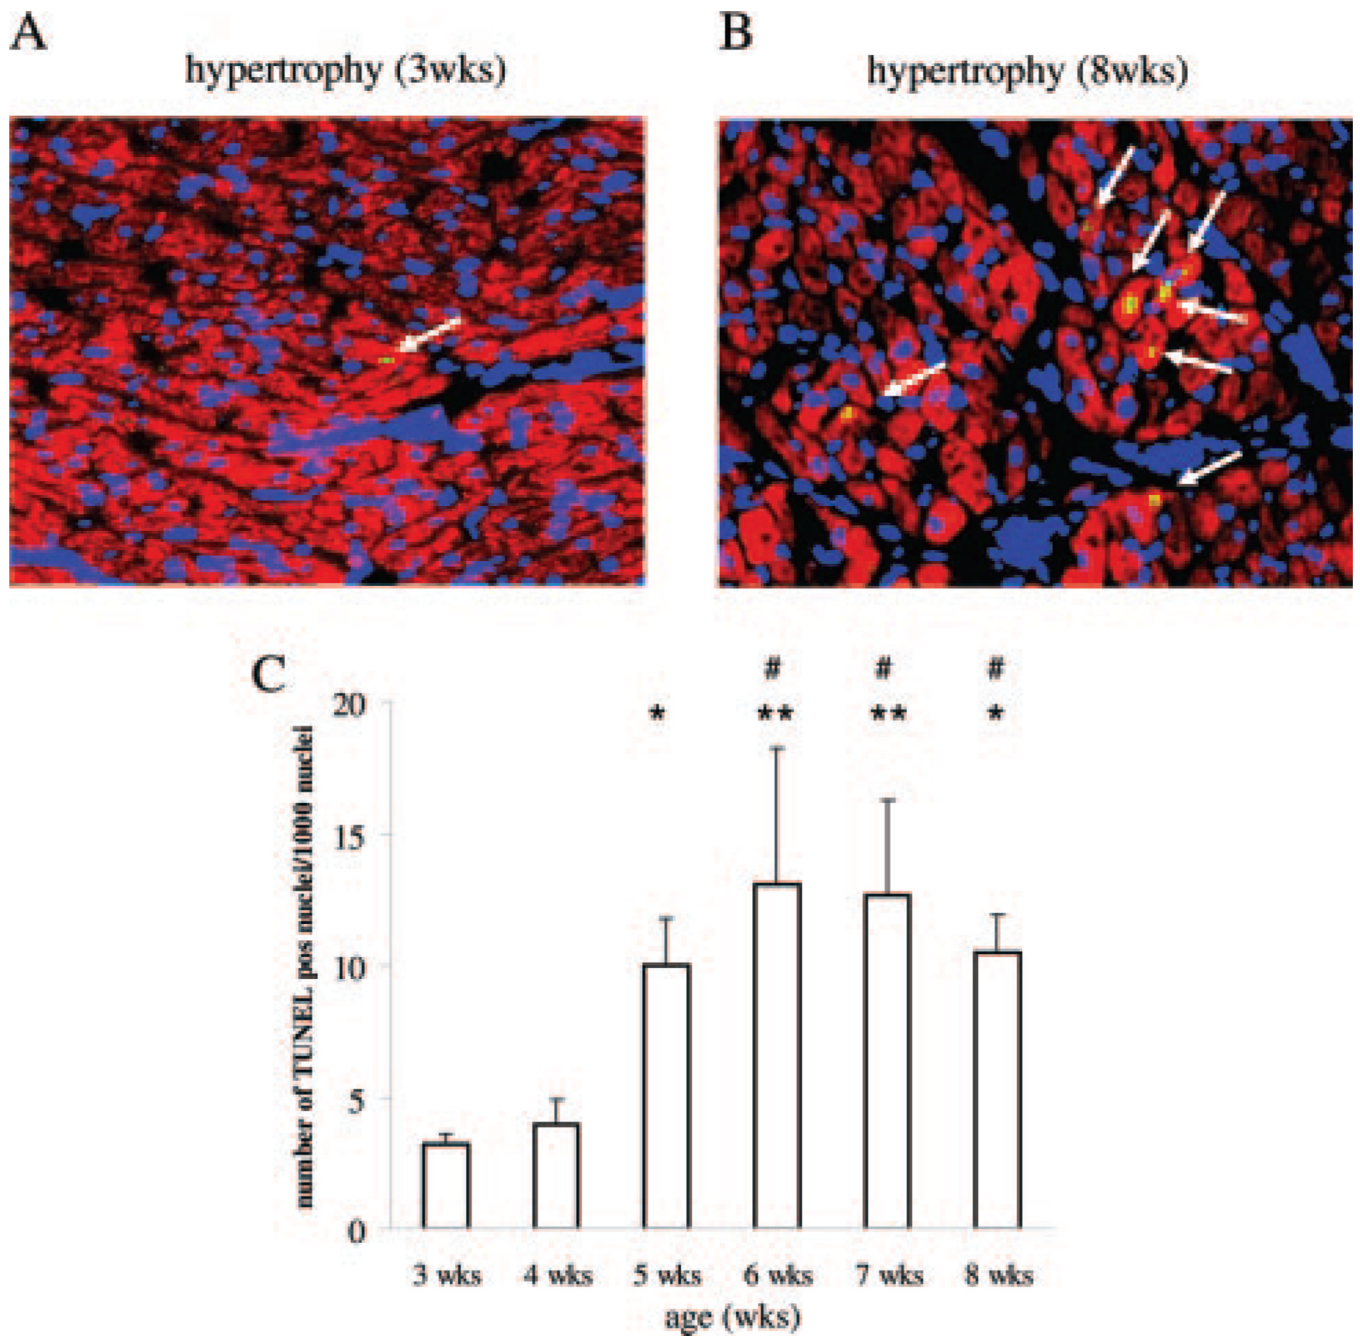 A
hypertrophy (3wks)
B
hypertrophy (8wks)
C
# # #
* ** ** *
20
15
10
5
0
number of TUNEL pos nuclei/1000 nuclei
3 wks 4 wks 5 wks 6 wks 7 wks 8 wks
age (wks)